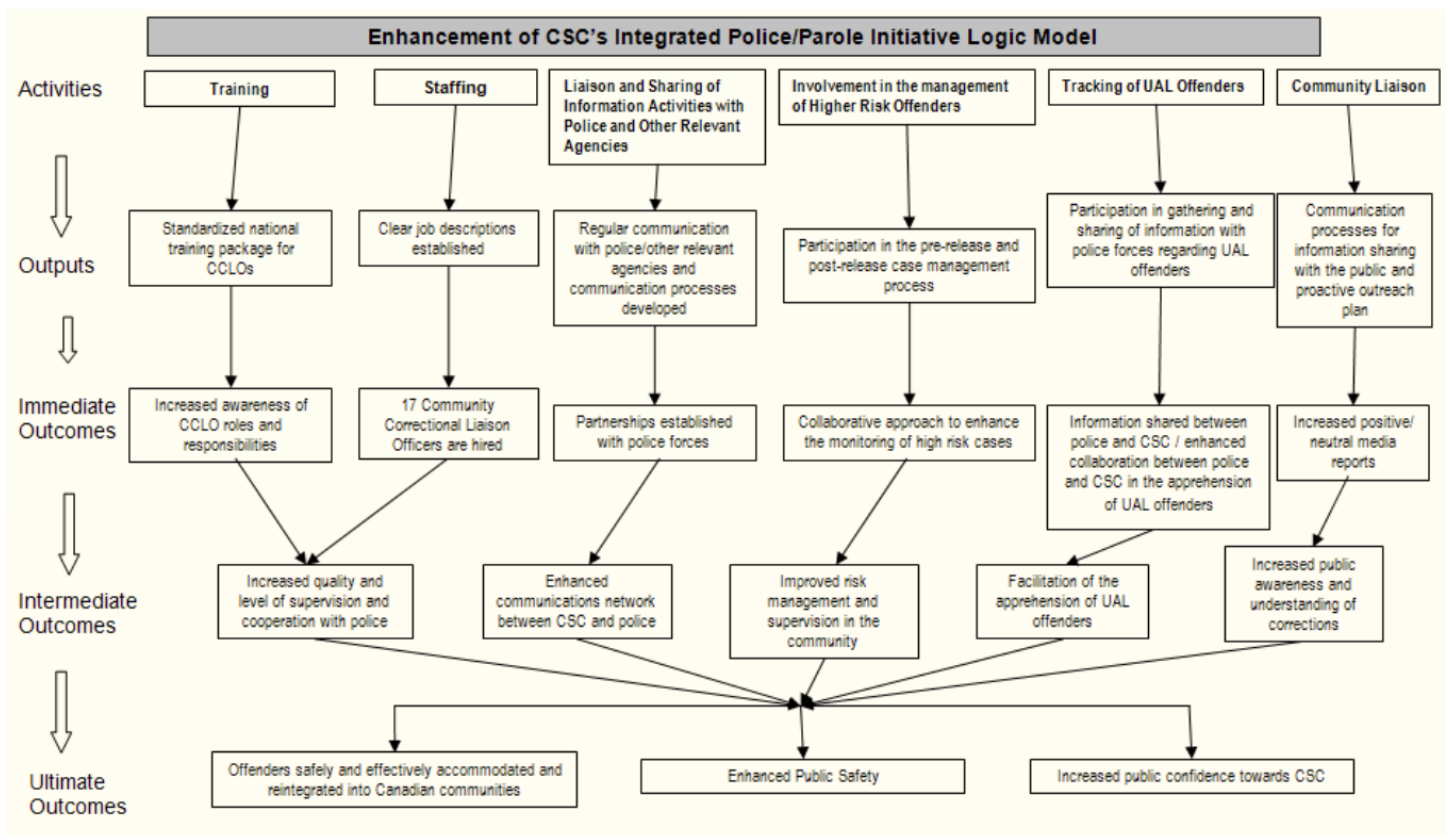 Enhancement of CSC's Integrated Police/Parole Initiative Logic Model
Activities
Training
Staffing
Liaison and Sharing of
Information Activities with
Police and Other Relevant
Agencies
Involvement in the management
of Higher Risk Offenders
Tracking of UAL Offenders
Community Liaison
Outputs
Standardized national
training package for
CCLOs
Clear job descriptions
established
Regular communication
with police/other relevant
agencies and
communication processes
developed
Participation in the pre-release and
post-release case management
process
Participation in gathering and
sharing of information with
police forces regarding UAL
offenders
Communication
processes for
information sharing
with the public and
proactive outreach
plan
Immediate
Outcomes
Increased awareness of
CCLO roles and
responsibilities
17 Community
Correctional Liaison
Officers are hired
Partnerships established
with police forces
Collaborative approach to enhance
the monitoring of high risk cases
Information shared between
police and CSC / enhanced
collaboration between police
and CSC in the apprehension
of UAL offenders
Increased positive/
neutral media
reports
Intermediate
Outcomes
Increased quality and
level of supervision and
cooperation with police
Enhanced
communications network
between CSC and police
Improved risk
management and
supervision in the
community
Facilitation of the
apprehension of UAL
offenders
Increased public
awareness and
understanding of
corrections
Ultimate
Outcomes
Offenders safely and effectively accommodated and
reintegrated into Canadian communities
Enhanced Public Safety
Increased public confidence towards CSC